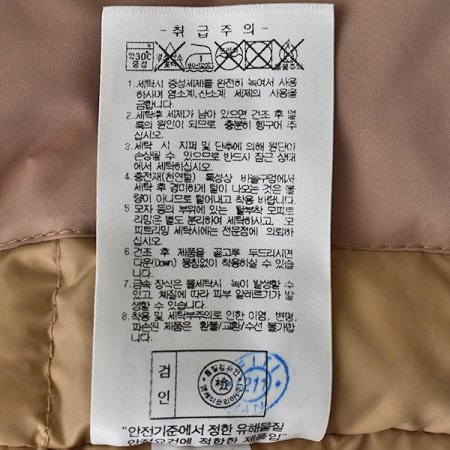 - 취 급 주 의 -
약30℃
중성
1. 세탁시 중성세제를 완전히 녹여서 사용
하시며 염소계,산소계 세제의 사용을
금합니다.
2. 세탁후 세제가 남아 있으면 건조 후 얼
룩의 원인이 되므로 충분히 헹구어 주
십시오.
3. 세탁 시 지퍼 및 단추에 의해 원단이
손상될 수 있으므로 반드시 잠근 상태
에서 세탁하십시오.
4. 충전재(천연털) 특성상 바늘구멍에서
세탁 후 경미하게 털이 나오는 것은 불
량이 아니므로 털어내고 착용 바랍니다.
5. 모자 등의 부위에 있는 탈부착 모피트
리밍은 별도 분리하여 세탁하시고, 모
피트리밍 세탁시에는 전문점에 의뢰하
십시오.
6. 건조 후 제품을 골고루 두드리시면
다운(Down) 뭉침없이 착용하실 수 있
습니다.
7. 금속 장식은 물세탁시 녹이 발생할 수
있고, 체질에 따라 피부 알레르기가 발
생할 수 있습니다.
8. 착용 및 세탁부주의로 인한 이염, 변형,
파손된 제품은 환불/교환/수선 불가합
니다.
검
인
211
"안전기준에서 정한 유해물질
안전요건에 적합한 제품임"